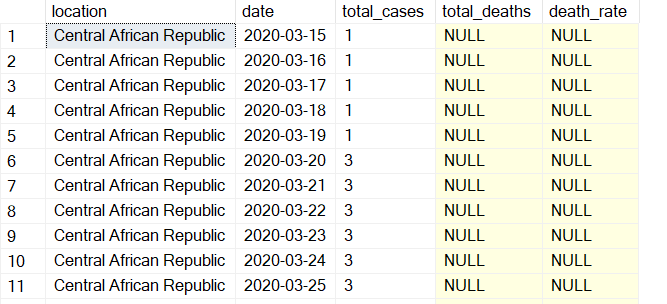 location date total_cases total_deaths death_rate
1 Central African Republic 2020-03-15 1 NULL NULL
2 Central African Republic 2020-03-16 1 NULL NULL
3 Central African Republic 2020-03-17 1 NULL NULL
4 Central African Republic 2020-03-18 1 NULL NULL
5 Central African Republic 2020-03-19 1 NULL NULL
6 Central African Republic 2020-03-20 3 NULL NULL
7 Central African Republic 2020-03-21 3 NULL NULL
8 Central African Republic 2020-03-22 3 NULL NULL
9 Central African Republic 2020-03-23 3 NULL NULL
10 Central African Republic 2020-03-24 3 NULL NULL
11 Central African Republic 2020-03-25 3 NULL NULL